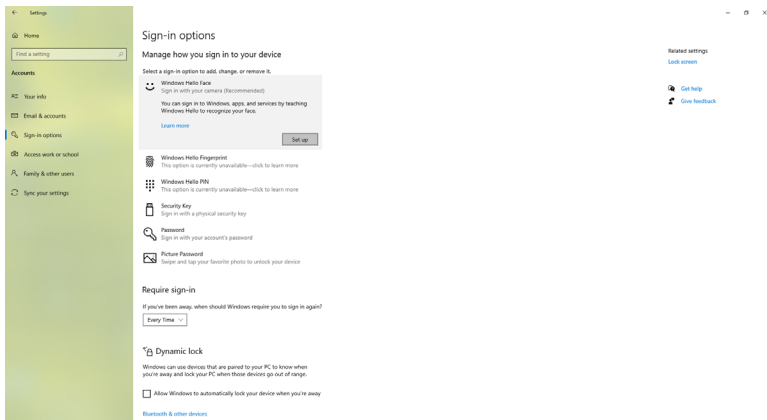 Settings
Home
Find a setting
Accounts
Your info
Email & accounts
Sign-in options
Access work or school
Family & other users
Sync your settings
Sign-in options
Manage how you sign in to your device
Select a sign-in option to add, change, or remove it.
Windows Hello Face
Sign in with your camera (Recommended)
You can sign in to Windows, apps, and services by teaching
Windows Hello to recognize your face.
Learn more
Set up
Windows Hello Fingerprint
This option is currently unavailable—click to learn more
Windows Hello PIN
This option is currently unavailable—click to learn more
Security Key
Sign in with a physical security key
Password
Sign in with your account's password
Picture Password
Swipe and tap your favorite photo to unlock your device
Require sign-in
If you've been away, when should Windows require you to sign in again?
Every Time
Dynamic lock
Windows can use devices that are paired to your PC to know when
you're away and lock your PC when those devices go out of range.
Allow Windows to automatically lock your device when you're away
Bluetooth & other devices
Related settings
Lock screen
Get help
Give feedback